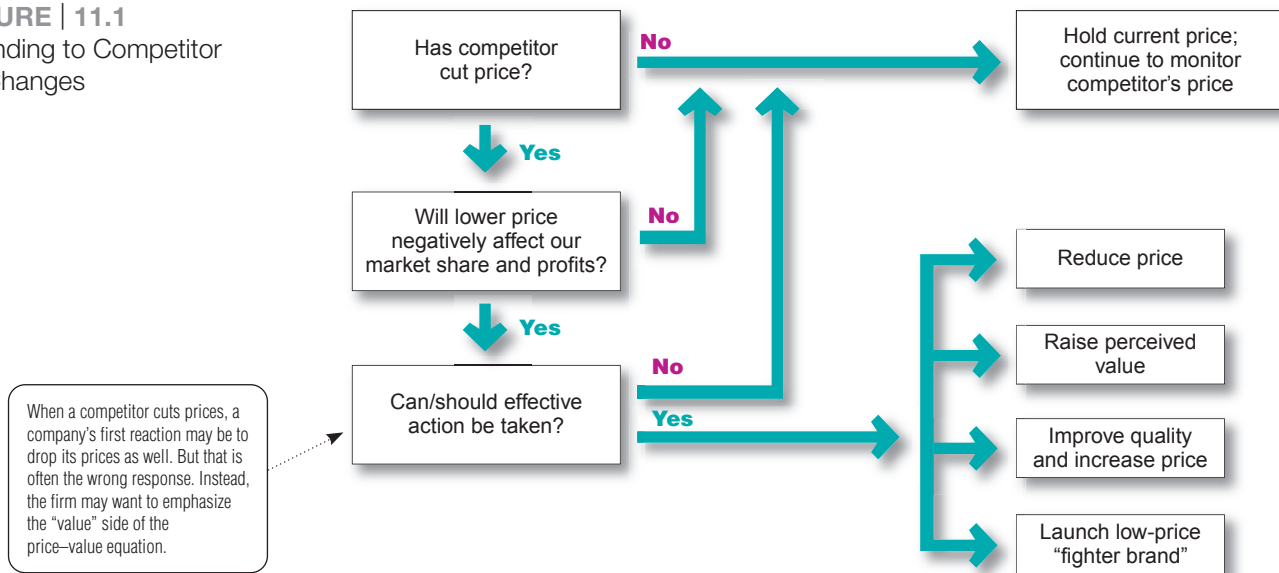 URE | 11.1
nding to Competitor
hanges
Has competitor
cut price?
No
Hold current price;
continue to monitor
competitor’s price
Yes
Will lower price
negatively affect our
market share and profits?
No
Reduce price
Yes
Raise perceived
value
Can/should effective
action be taken?
No
Yes
Improve quality
and increase price
Launch low-price
“fighter brand”
When a competitor cuts prices, a
company’s first reaction may be to
drop its prices as well. But that is
often the wrong response. Instead,
the firm may want to emphasize
the “value” side of the
price–value equation.